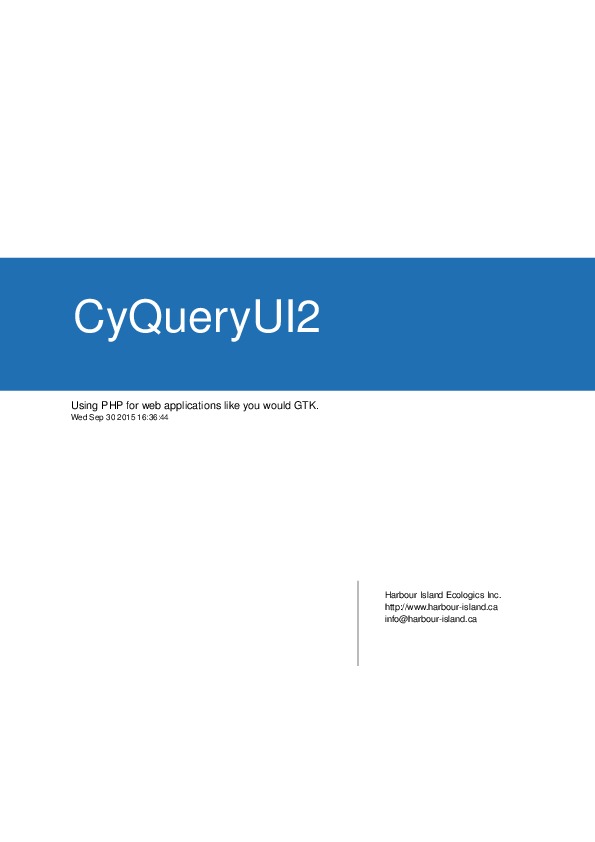 CyQueryUI2
Using PHP for web applications like you would GTK.
Wed Sep 30 2015 16:36:44
Harbour Island Ecologics Inc.
http://www.harbour-island.ca
info@harbour-island.ca